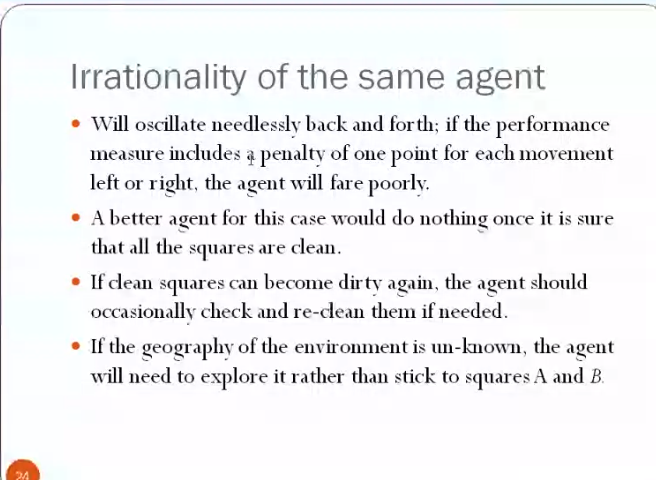 Irrationality of the same agent
• Will oscillate needlessly back and forth; if the performance
measure includes a penalty of one point for each movement
left or right, the agent will fare poorly.
• A better agent for this case would do nothing once it is sure
that all the squares are clean.
• If clean squares can become dirty again, the agent should
occasionally check and re-clean them if needed.
• If the geography of the environment is un-known, the agent
will need to explore it rather than stick to squares A and B.
24